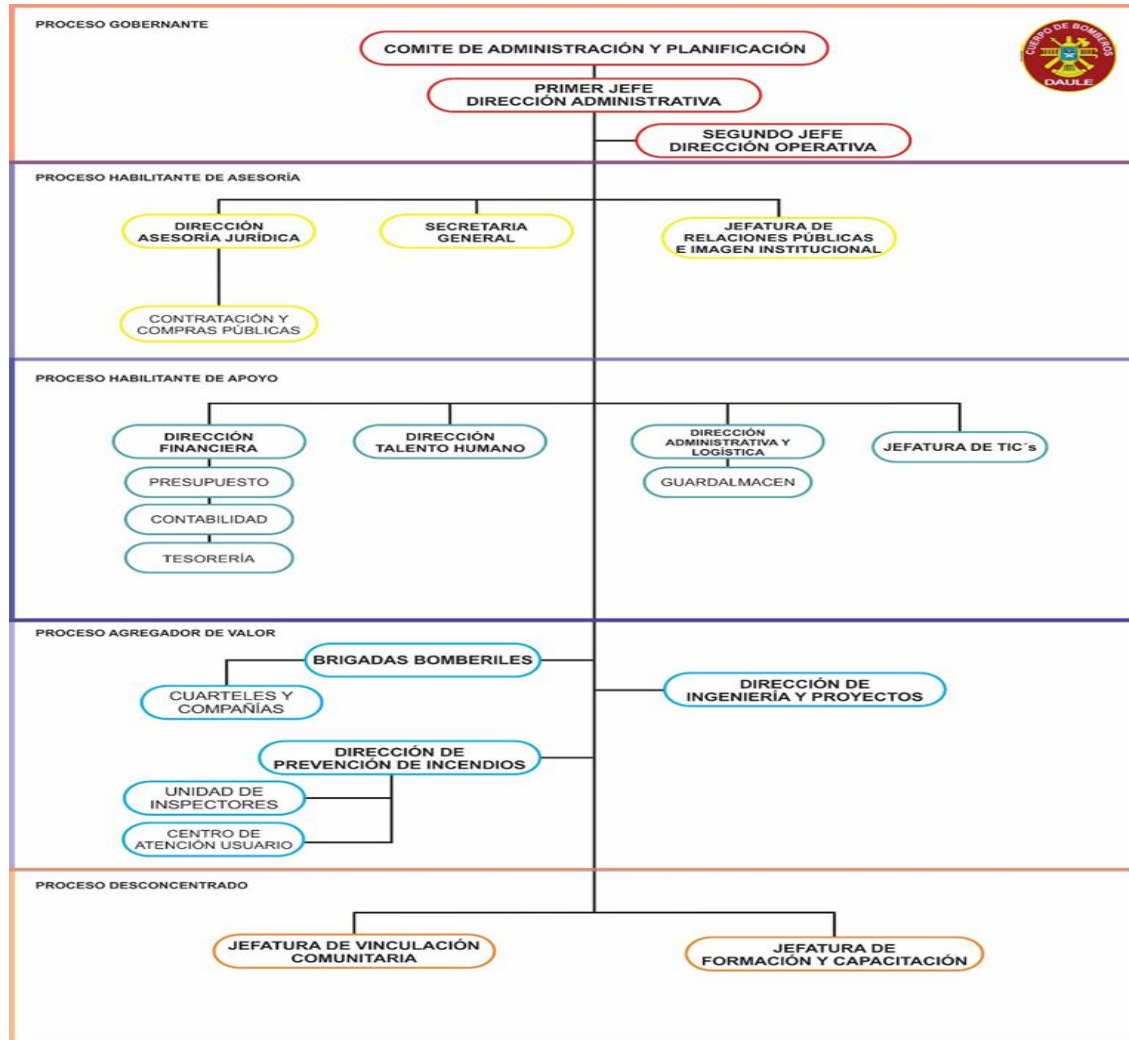 PROCESO GOBERNANTE
COMITE DE ADMINISTRACIÓN Y PLANIFICACIÓN
CUERPO DE BOMBEROS
DAULE
PRIMER JEFE
DIRECCIÓN ADMINISTRATIVA
SEGUNDO JEFE
DIRECCIÓN OPERATIVA
PROCESO HABILITANTE DE ASESORÍA
DIRECCIÓN
ASESORÍA JURÍDICA
SECRETARIA
GENERAL
JEFATURA DE
RELACIONES PÚBLICAS
E IMAGEN INSTITUCIONAL
CONTRATACIÓN Y
COMPRAS PÚBLICAS
PROCESO HABILITANTE DE APOYO
DIRECCIÓN
FINANCIERA
DIRECCIÓN
TALENTO HUMANO
DIRECCIÓN
ADMINISTRATIVA Y
LOGÍSTICA
JEFATURA DE TIC´s
PRESUPUESTO
GUARDALMACEN
CONTABILIDAD
TESORERÍA
PROCESO AGREGADOR DE VALOR
BRIGADAS BOMBERILES
CUARTELES Y
COMPAÑÍAS
DIRECCIÓN DE
INGENIERÍA Y PROYECTOS
DIRECCIÓN DE
PREVENCIÓN DE INCENDIOS
UNIDAD DE
INSPECTORES
CENTRO DE
ATENCIÓN USUARIO
PROCESO DESCONCENTRADO
JEFATURA DE VINCULACIÓN
COMUNITARIA
JEFATURA DE
FORMACIÓN Y CAPACITACIÓN